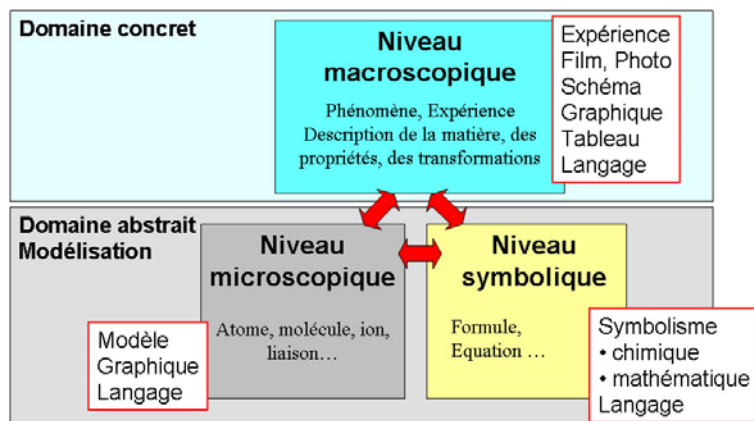 Domaine concret
Niveau
macroscopique
Phénomène, Expérience
Description de la matière, des
propriétés, des transformations
Expérience
Film, Photo
Schéma
Graphique
Tableau
Langage
Domaine abstrait
Modélisation
Niveau
microscopique
Atome, molécule, ion,
liaison…
Modèle
Graphique
Langage
Niveau
symbolique
Formule,
Equation …
Symbolisme
• chimique
• mathématique
Langage